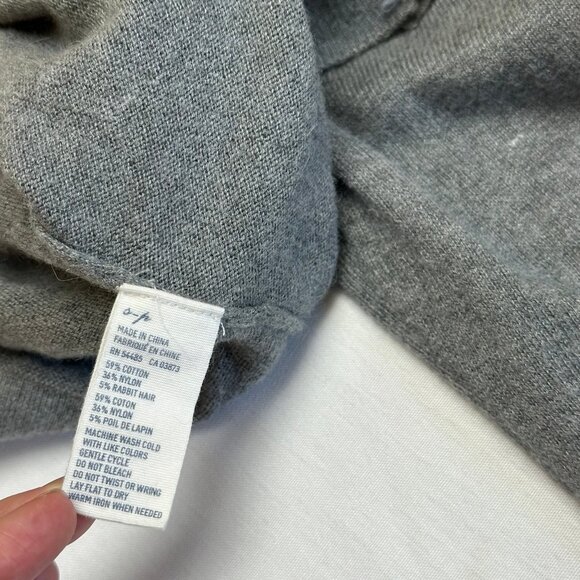 s-p
MADE IN CHINA
FABRIQUÉ EN CHINE
RN 54485 CA 03873
59% COTTON
36% NYLON
5% RABBIT HAIR
59% COTON
36% NYLON
5% POIL DE LAPIN
MACHINE WASH COLD
WITH LIKE COLORS
GENTLE CYCLE
DO NOT BLEACH
DO NOT TWIST OR WRING
LAY FLAT TO DRY
WARM IRON WHEN NEEDED